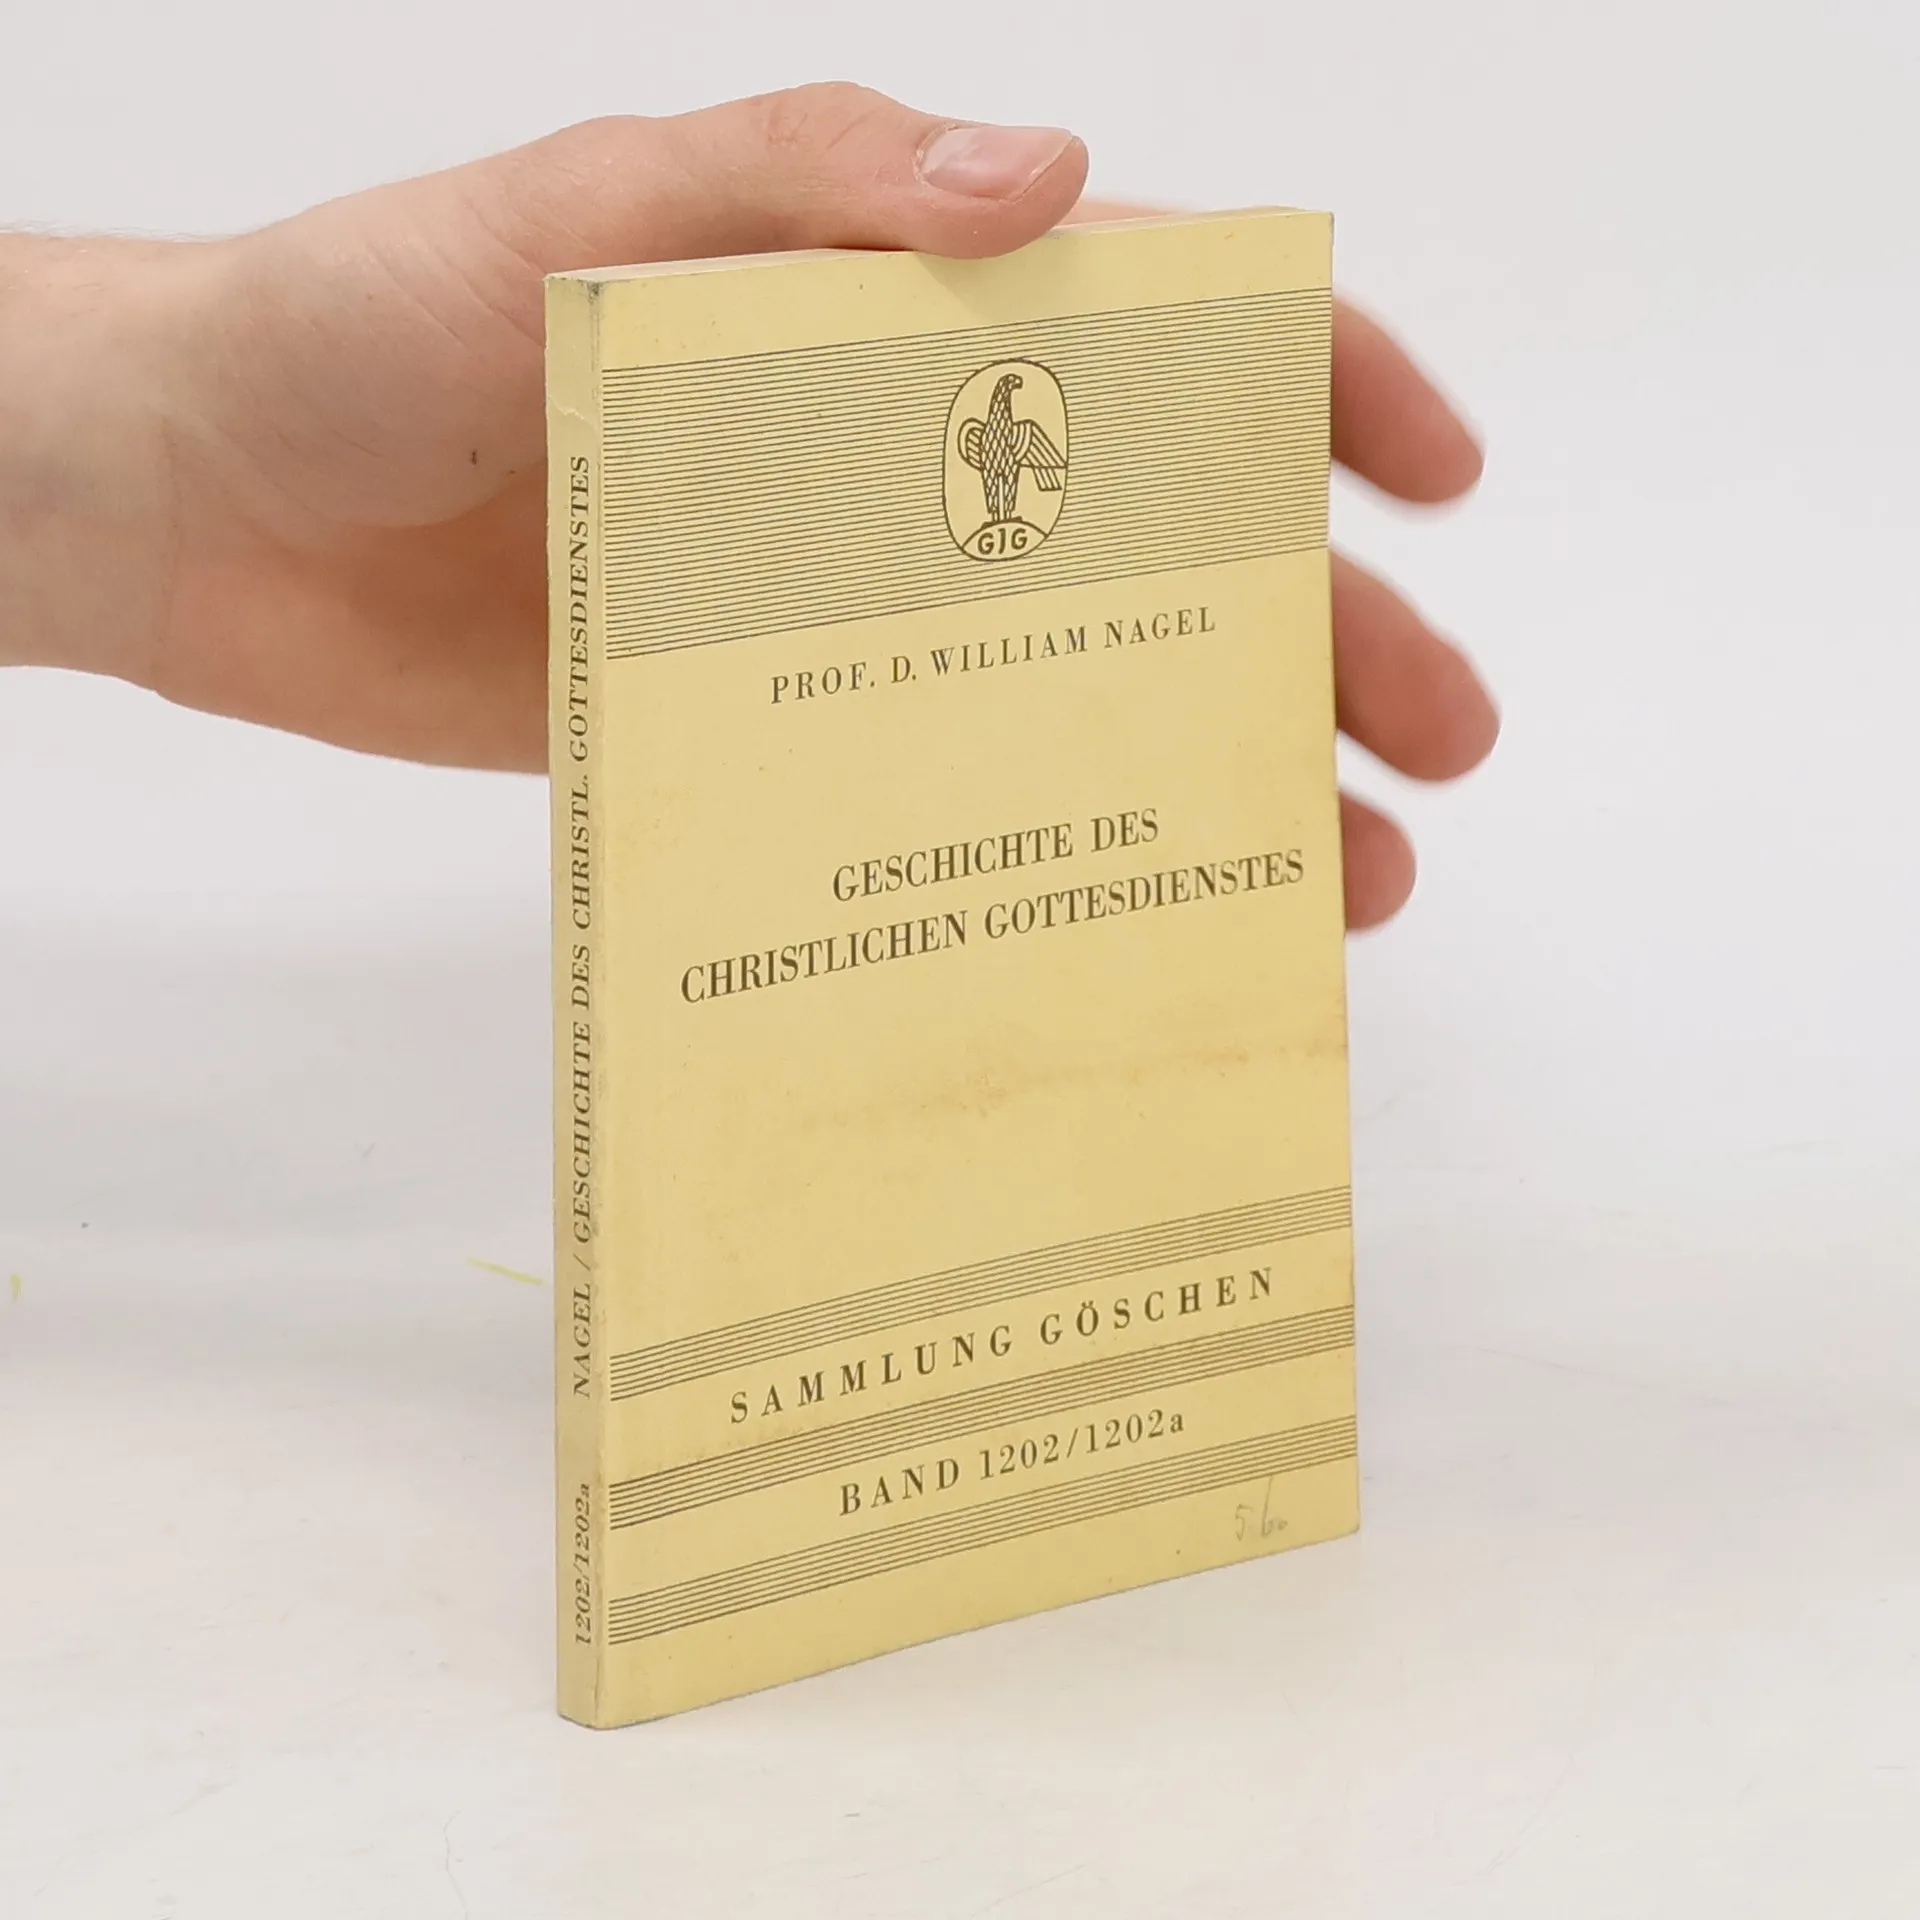 GJG
PROF. D. WILLIAM NAGEL
GESCHICHTE DES
CHRISTLICHEN GOTTESDIENSTES
SAMMLUNG GÖSCHEN
BAND 1202/1202a
1202/1202a NAGEL / GESCHICHTE DES CHRISTL. GOTTESDIENSTES